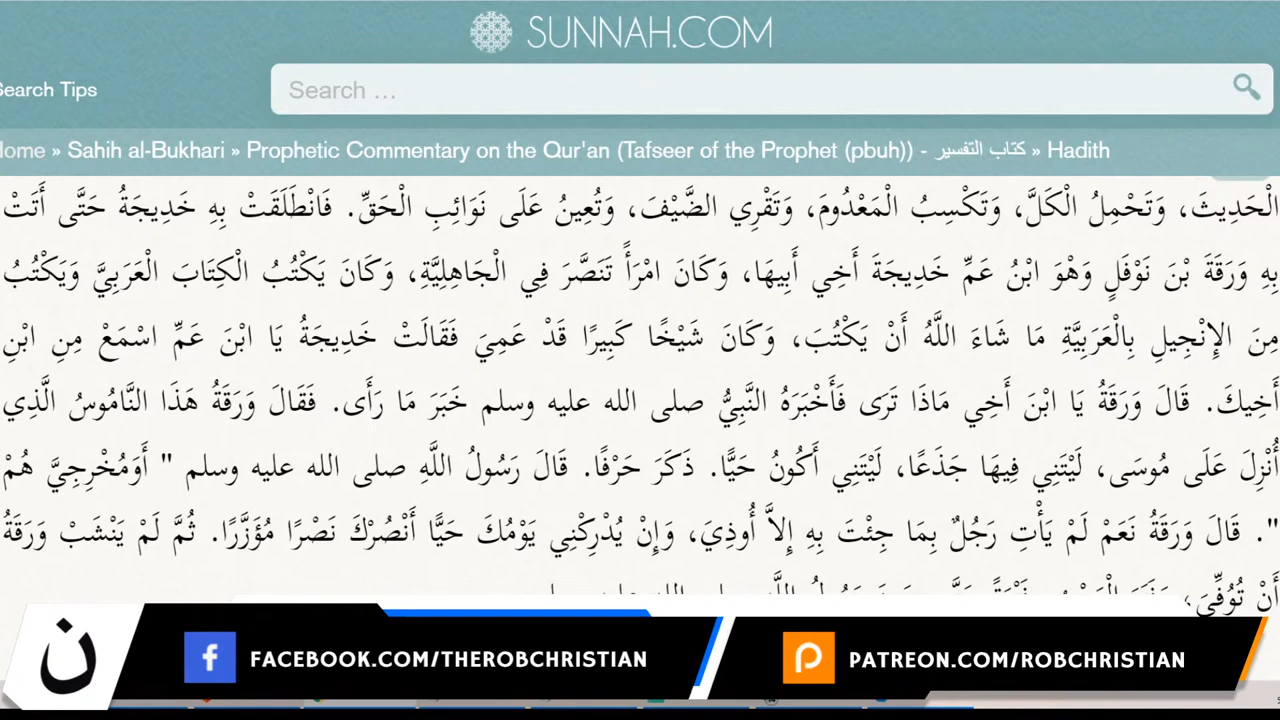 SUNNAH.COM
Search Tips
Search ...
Home » Sahih al-Bukhari » Prophetic Commentary on the Qur'an (Tafseer of the Prophet (pbuh)) - كتاب التفسير » Hadith
الْحَدِيثَ، وَتَحْمِلُ الْكَلَّ، وَتَكْسِبُ الْمَعْدُومَ، وَتَقْرِي الضَّيْفَ، وَتُعِينُ عَلَى نَوَائِبِ الْحَقِّ. فَانْطَلَقَتْ بِهِ خَدِيجَةُ حَتَّى أَتَتْ
بِهِ وَرَقَةَ بْنَ نَوْفَلٍ وَهْوَ ابْنُ عَمِّ خَدِيجَةَ أَخِي أَبِيهَا، وَكَانَ امْرَأً تَنَصَّرَ فِي الْجَاهِلِيَّةِ، وَكَانَ يَكْتُبُ الْكِتَابَ الْعَرَبِيَّ وَيَكْتُبُ
مِنَ الإِنْجِيلِ بِالْعَرَبِيَّةِ مَا شَاءَ اللَّهُ أَنْ يَكْتُبَ، وَكَانَ شَيْخًا كَبِيرًا قَدْ عَمِيَ فَقَالَتْ خَدِيجَةُ يَا ابْنَ عَمِّ اسْمَعْ مِنِ ابْنِ
أَخِيكَ. قَالَ وَرَقَةُ يَا ابْنَ أَخِي مَاذَا تَرَى فَأَخْبَرَهُ النَّبِيُّ صلى الله عليه وسلم خَبَرَ مَا رَأَى. فَقَالَ وَرَقَةُ هَذَا النَّامُوسُ الَّذِي
أُنْزِلَ عَلَى مُوسَى، لَيْتَنِي فِيهَا جَذَعًا، لَيْتَنِي أَكُونُ حَيًّا. ذَكَرَ حَرْفًا. قَالَ رَسُولُ اللَّهِ صلى الله عليه وسلم " أَوَمُخْرِجِيَّ هُمْ
". قَالَ وَرَقَةُ نَعَمْ لَمْ يَأْتِ رَجُلٌ بِمَا جِئْتَ بِهِ إِلاَّ أُوذِيَ، وَإِنْ يُدْرِكْنِي يَوْمُكَ حَيًّا أَنْصُرْكَ نَصْرًا مُؤَزَّرًا. ثُمَّ لَمْ يَنْشَبْ وَرَقَةُ
أَنْ تُوُفِّيَ،
ن
FACEBOOK.COM/THEROBCHRISTIAN
PATREON.COM/ROBCHRISTIAN